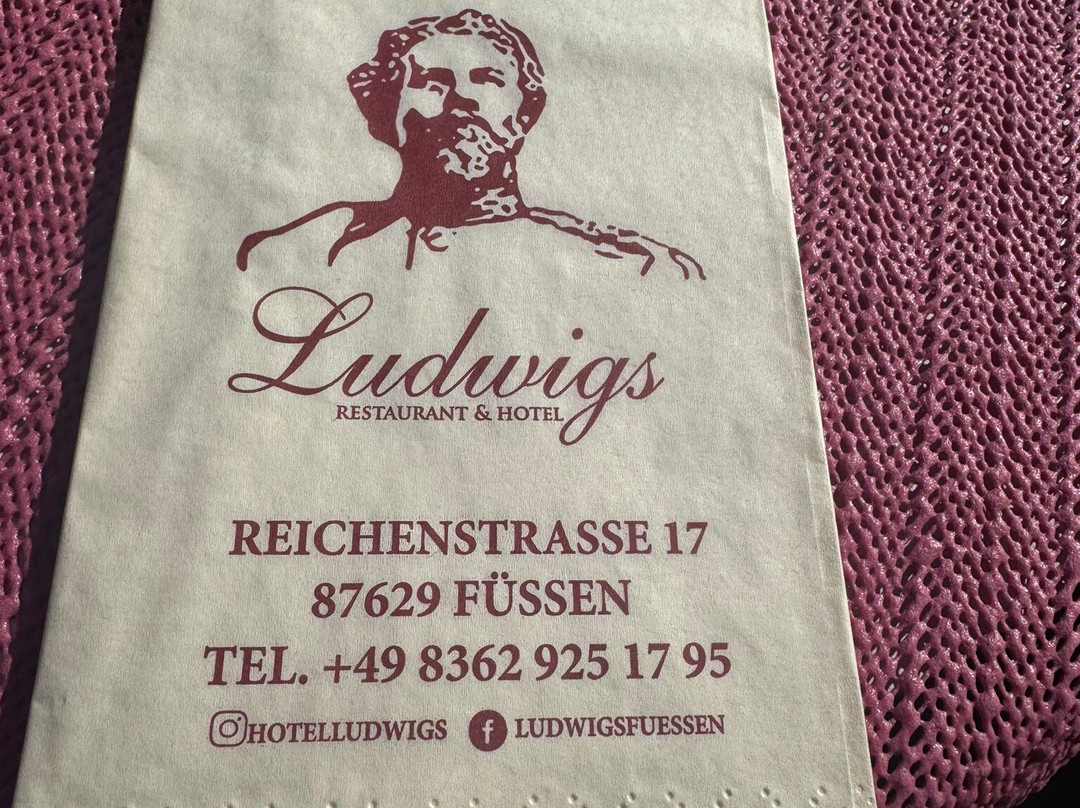 Ludwigs
RESTAURANT & HOTEL
REICHENSTRASSE 17
87629 FÜSSEN
TEL. +49 8362 925 17 95
HOTELLUDWIGS LUDWIGSFUESSEN